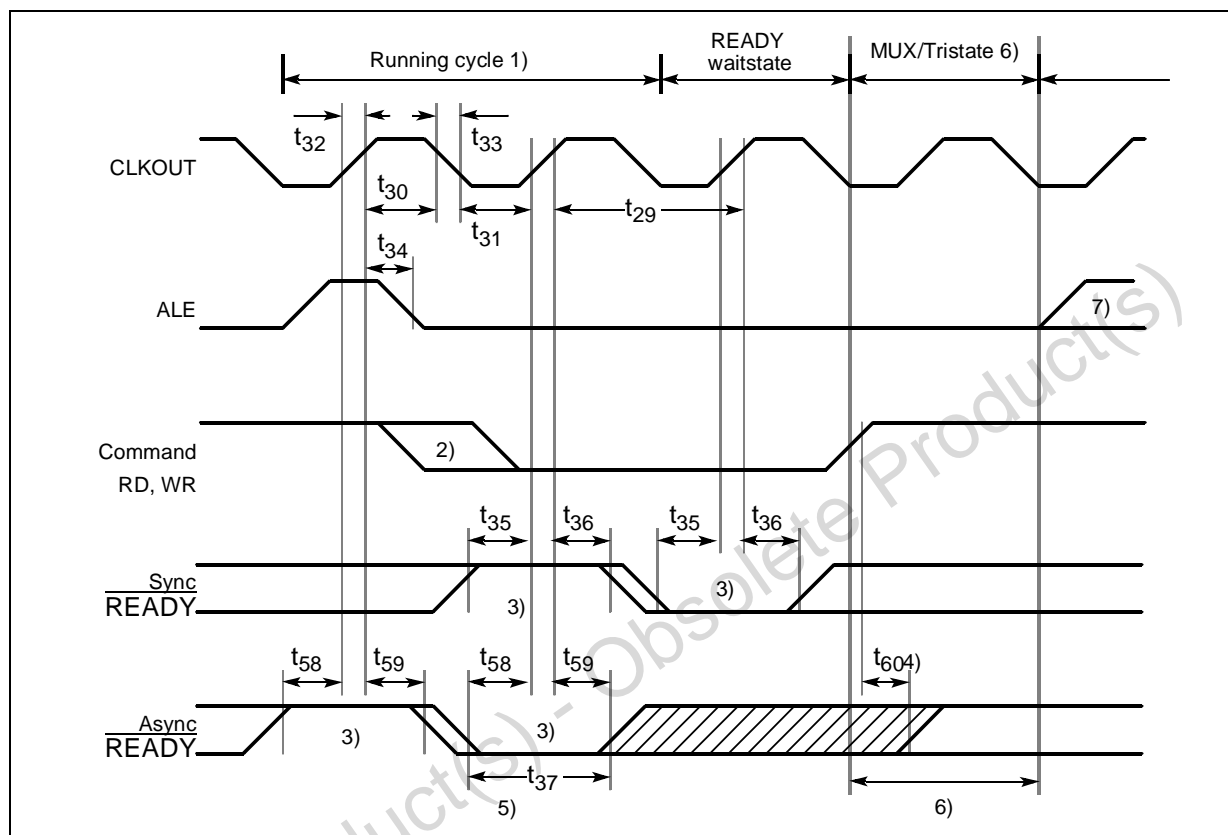 Running cycle 1)
READY
waitstate
MUX/Tristate 6)
CLKOUT
t32
t33
t30
t31
t29
t34
ALE
7)
Command
RD, WR
2)
t35
t36
t35
t36
Sync
READY
3)
3)
t58
t59
t58
t59
t604)
Async
READY
3)
3)
t37
5)
6)
oduct(s) - Obsolete Product(s)